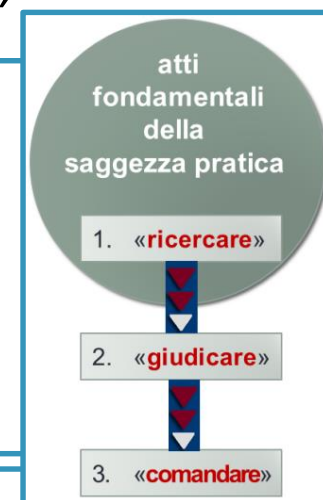 atti
fondamentali
della
saggezza pratica
1. «ricercare»
2. «giudicare»
3. «comandare»